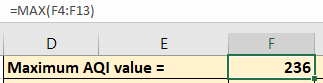 =MAX(F4:F13)
D E F
Maximum AQI value = 236